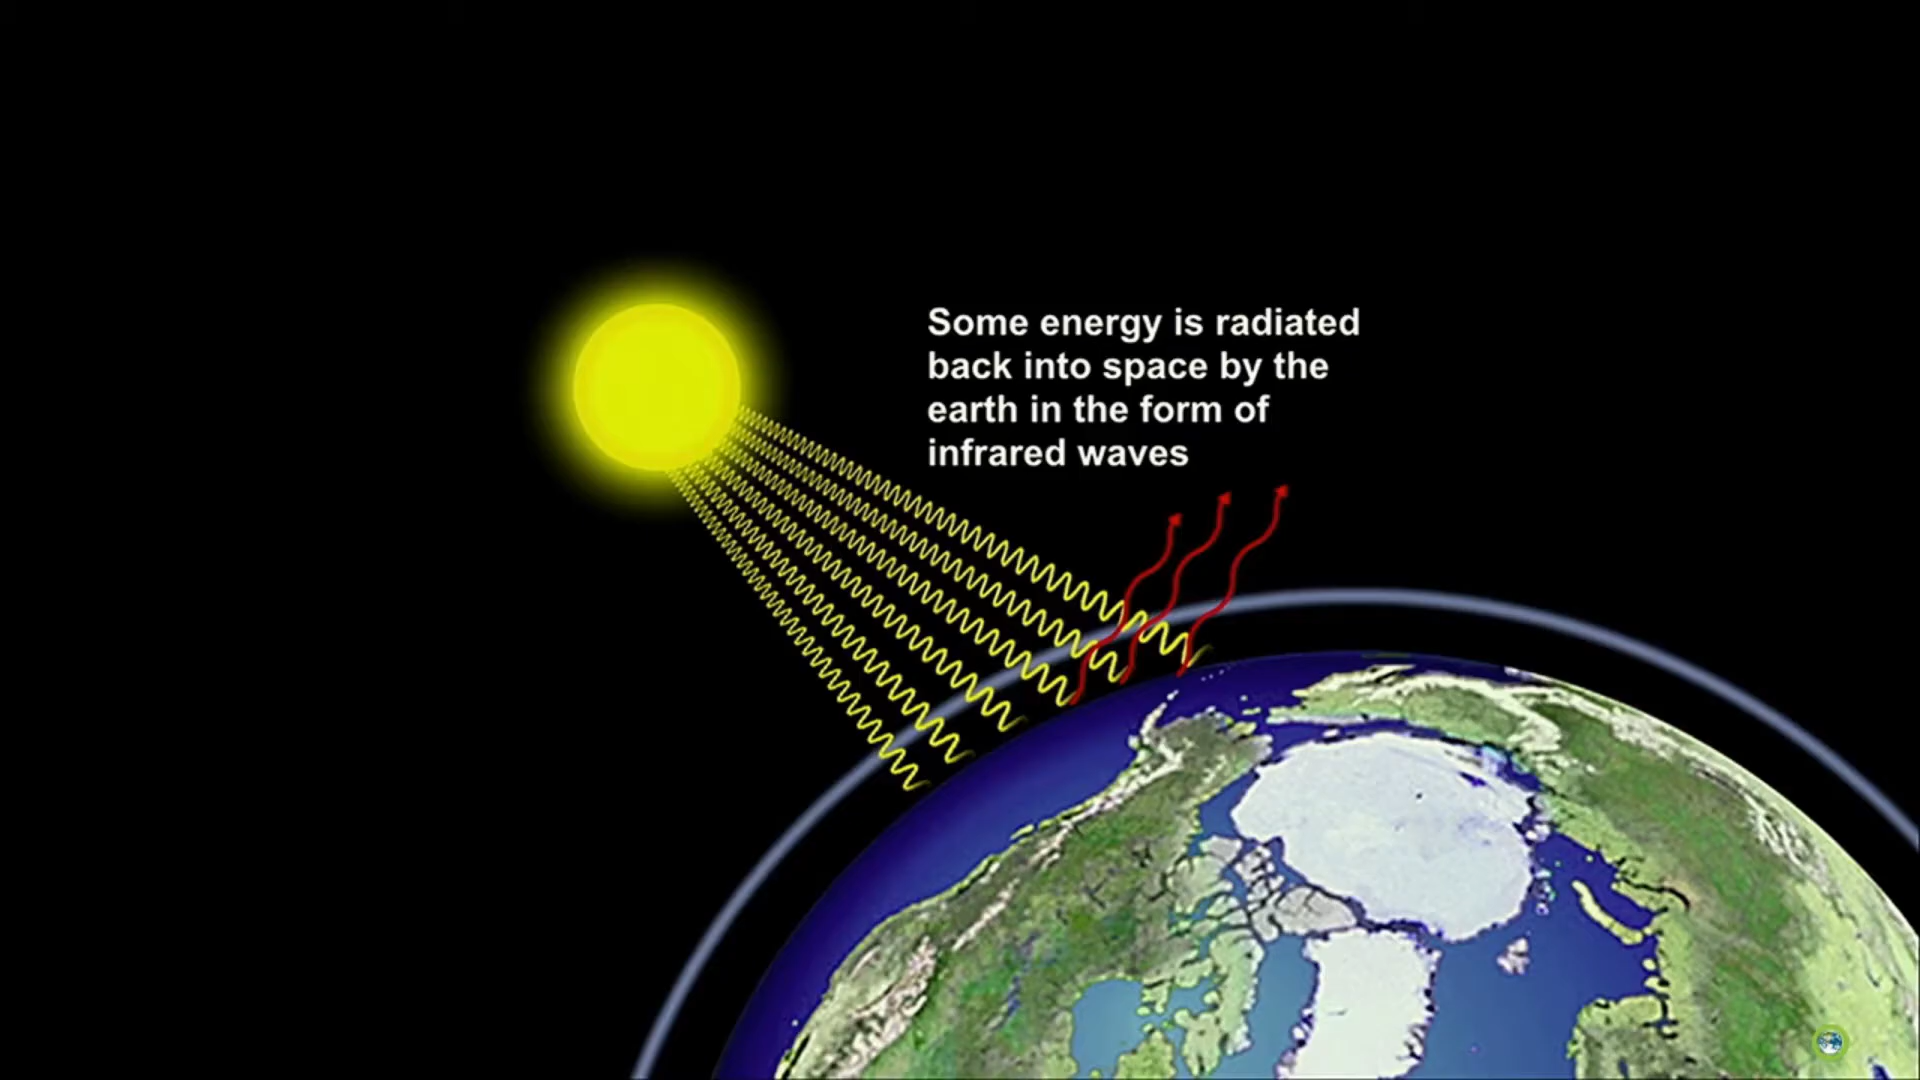 Some energy is radiated
back into space by the
earth in the form of
infrared waves